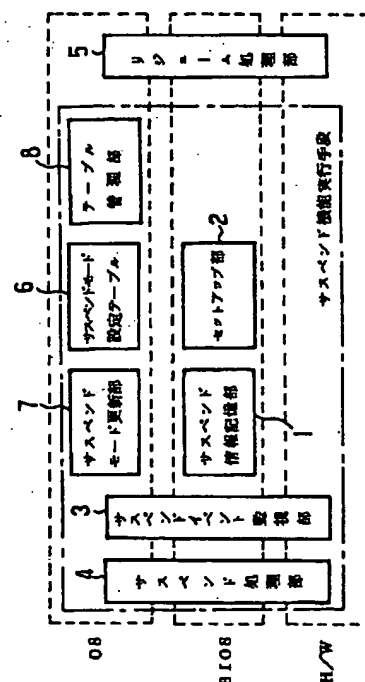 5
リジューム処理部
8
テーブル
管理部
6
サスペンドモード
設定テーブル
2
セットアップ部
7
サスペンド
モード更新部
サスペンド
情報記憶部
1
サスペンド機能実行手段
3
サスペンドイベント監視部
4
サスペンド処理部
OS
BIOS
H/W